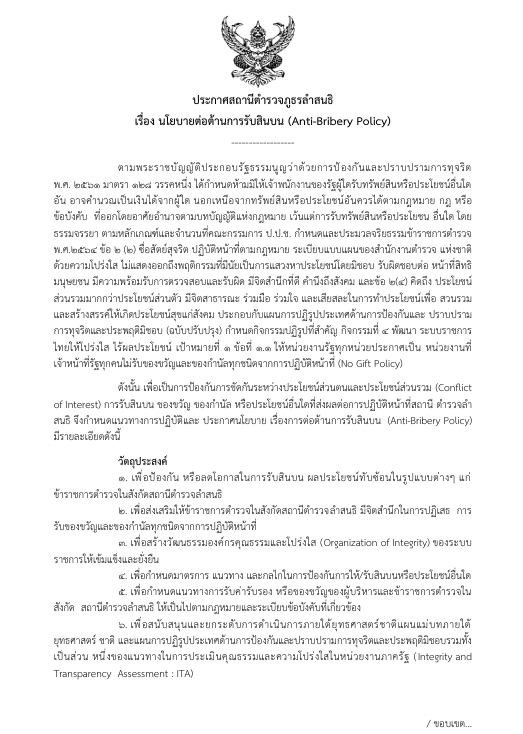 ประกาศสถานีตำรวจภูธรลำสนธิ
เรื่อง นโยบายต่อต้านการรับสินบน (Anti-Bribery Policy)
------------------
ตามพระราชบัญญัติประกอบรัฐธรรมนูญว่าด้วยการป้องกันและปราบปรามการทุจริต
พ.ศ. ๒๕๖๑ มาตรา ๑๒๘ วรรคหนึ่ง ได้กำหนดห้ามมิให้เจ้าพนักงานของรัฐผู้ใดรับทรัพย์สินหรือประโยชน์อื่นใด
อัน อาจคำนวณเป็นเงินได้จากผู้ใด นอกเหนือจากทรัพย์สินหรือประโยชน์อันควรได้ตามกฎหมาย กฎ หรือ
ข้อบังคับ ที่ออกโดยอาศัยอำนาจตามบทบัญญัติแห่งกฎหมาย เว้นแต่การรับทรัพย์สินหรือประโยชน์ อื่นใด โดย
ธรรมจรรยา ตามหลักเกณฑ์และจำนวนที่คณะกรรมการ ป.ป.ช. กำหนดและประมวลจริยธรรมข้าราชการตำรวจ
พ.ศ.๒๕๖๔ ข้อ ๒ (๒) ซื่อสัตย์สุจริต ปฏิบัติหน้าที่ตามกฎหมาย ระเบียบแบบแผนของสำนักงานตำรวจ แห่งชาติ
ด้วยความโปร่งใส ไม่แสดงออกถึงพฤติกรรมที่มีนัยเป็นการแสวงหาประโยชน์โดยมิชอบ รับผิดชอบต่อ หน้าที่สิทธิ
มนุษยชน มีความพร้อมรับการตรวจสอบและรับผิด มีจิตสำนึกที่ดี คำนึงถึงสังคม และข้อ ๒(๔) คิดถึง ประโยชน์
ส่วนรวมมากกว่าประโยชน์ส่วนตัว มีจิตสาธารณะ ร่วมมือ ร่วมใจ และเสียสละในการทำประโยชน์เพื่อ สวนรวม
และสร้างสรรค์ให้เกิดประโยชน์สุขแก่สังคม ประกอบกับแผนการปฏิรูปประเทศด้านการป้องกันและ ปราบปราม
การทุจริตและประพฤติมิชอบ (ฉบับปรับปรุง) กำหนดกิจกรรมปฏิรูปที่สำคัญ กิจกรรมที่ ๔ พัฒนา ระบบราชการ
ไทยให้โปร่งใส ไร้ผลประโยชน์ เป้าหมายที่ ๑ ข้อที่ ๑.๑ ให้หน่วยงานรัฐทุกหน่วยประกาศเป็น หน่วยงานที่
เจ้าหน้าที่รัฐทุกคนไม่รับของขวัญและของกำนัลทุกชนิดจากการปฏิบัติหน้าที่ (No Gift Policy)
ดังนั้น เพื่อเป็นการป้องกันการขัดกันระหว่างประโยชน์ส่วนตนและประโยชน์ส่วนรวม (Conflict
of Interest) การรับสินบน ของขวัญ ของกำนัล หรือประโยชน์อื่นใดที่ส่งผลต่อการปฏิบัติหน้าที่สถานี ตำรวจลำ
สนธิ จึงกำหนดแนวทางการปฏิบัติและ ประกาศนโยบาย เรื่องการต่อต้านการรับสินบน (Anti-Bribery Policy)
มีรายละเอียดดังนี้
วัตถุประสงค์
๑. เพื่อป้องกัน หรือลดโอกาสในการรับสินบน ผลประโยชน์ทับซ้อนในรูปแบบต่างๆ แก่
ข้าราชการตำรวจในสังกัดสถานีตำรวจลำสนธิ
๒. เพื่อส่งเสริมให้ข้าราชการตำรวจในสังกัดสถานีตำรวจลำสนธิ มีจิตสำนึกในการปฏิเสธ การ
รับของขวัญและของกำนัลทุกชนิดจากการปฏิบัติหน้าที่
๓. เพื่อสร้างวัฒนธรรมองค์กรคุณธรรมและโปร่งใส (Organization of Integrity) ของระบบ
ราชการให้เข้มแข็งและยั่งยืน
๔. เพื่อกำหนดมาตรการ แนวทาง และกลไกในการป้องกันการให้/รับสินบนหรือประโยชน์อื่นใด
๕. เพื่อกำหนดแนวทางการรับค่ารับรอง หรือของขวัญของผู้บริหารและข้าราชการตำรวจใน
สังกัด สถานีตำรวจลำสนธิ ให้เป็นไปตามกฎหมายและระเบียบข้อบังคับที่เกี่ยวข้อง
๖. เพื่อสนับสนุนและยกระดับการดำเนินการภายใต้ยุทธศาสตร์ชาติแผนแม่บทภายใต้
ยุทธศาสตร์ ชาติ และแผนการปฏิรูปประเทศด้านการป้องกันและปราบปรามการทุจริตและประพฤติมิชอบรวมทั้ง
เป็นส่วน หนึ่งของแนวทางในการประเมินคุณธรรมและความโปร่งใสในหน่วยงานภาครัฐ (Integrity and
Transparency Assessment : ITA)
/ ขอบเขต...